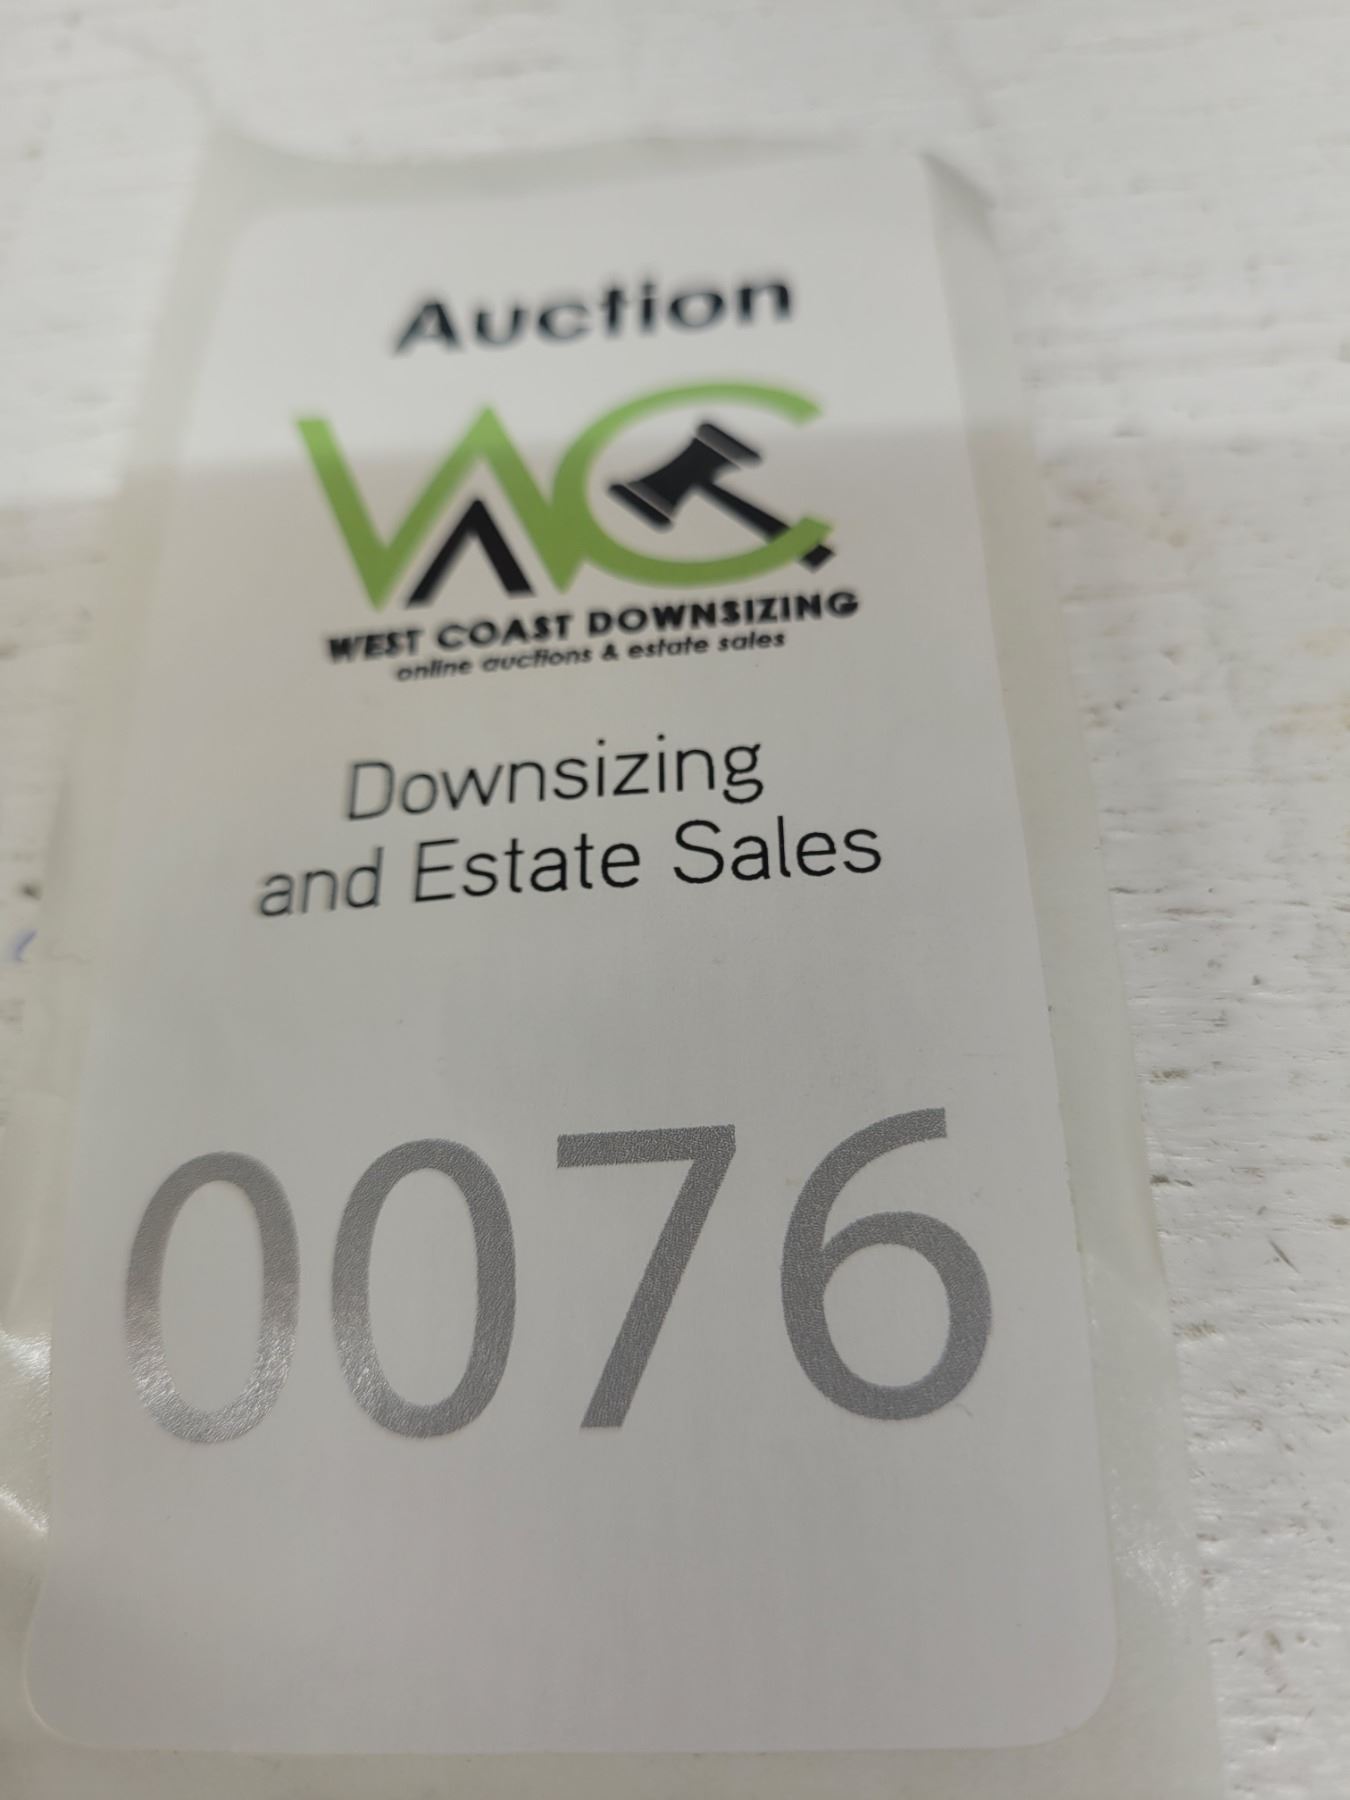 Auction
WC
WEST COAST DOWNSIZING
online auctions & estate sales
Downsizing
and Estate Sales
0076